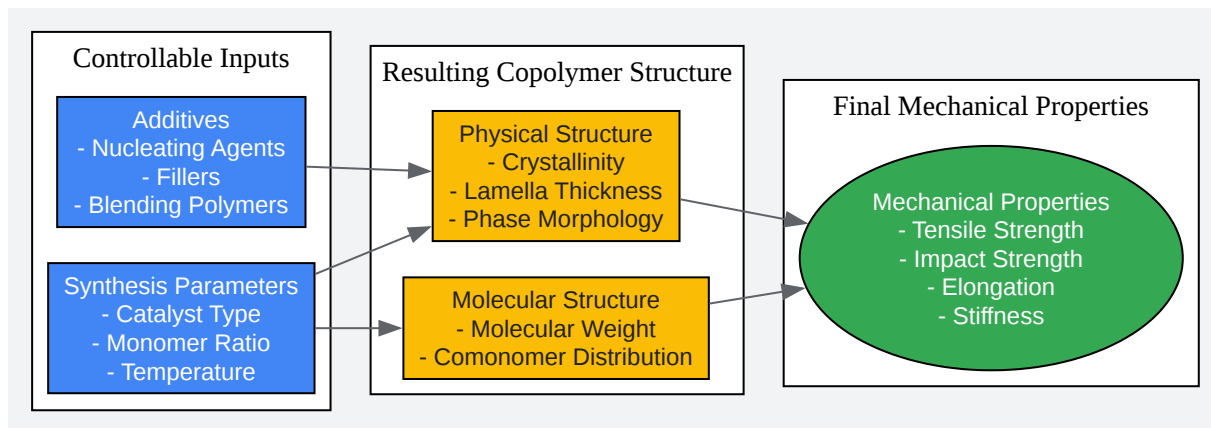 Controllable Inputs
Additives
- Nucleating Agents
- Fillers
- Blending Polymers
Synthesis Parameters
- Catalyst Type
- Monomer Ratio
- Temperature
Resulting Copolymer Structure
Physical Structure
- Crystallinity
- Lamella Thickness
- Phase Morphology
Molecular Structure
- Molecular Weight
- Comonomer Distribution
Final Mechanical Properties
Mechanical Properties
- Tensile Strength
- Impact Strength
- Elongation
- Stiffness